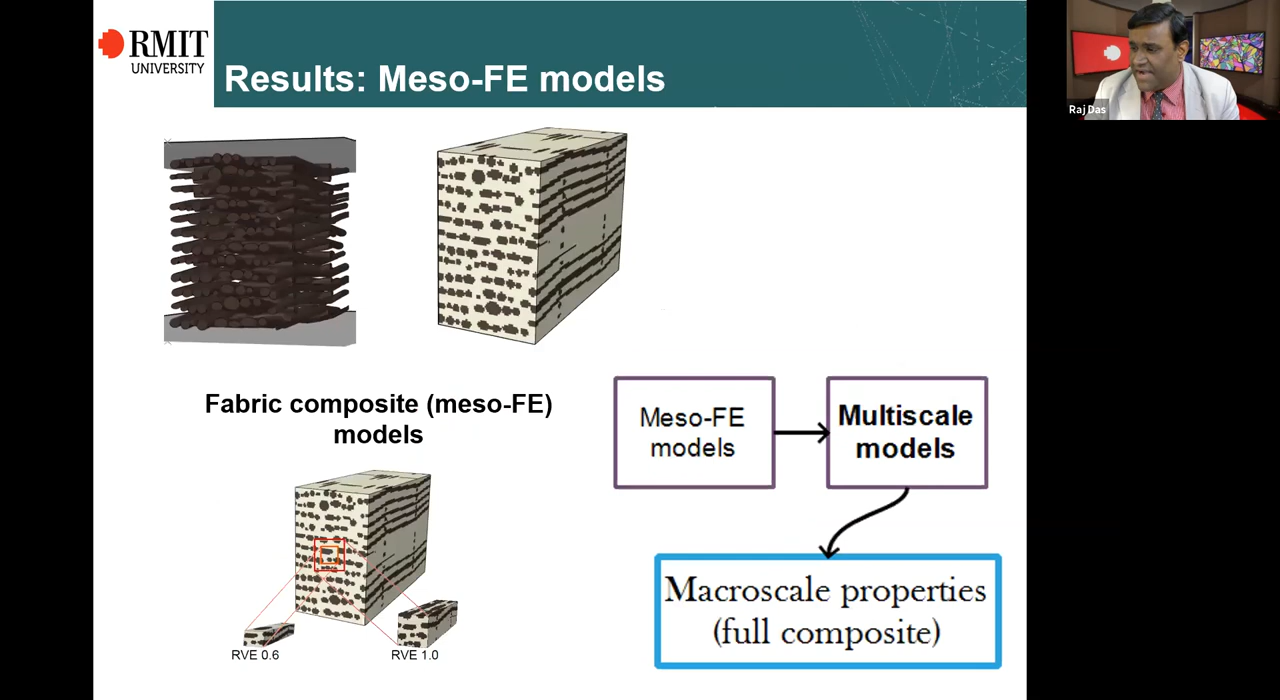 RMIT
UNIVERSITY
Results: Meso-FE models
Raj Das
Fabric composite (meso-FE)
models
RVE 0.6
RVE 1.0
Meso-FE
models
Multiscale
models
Macroscale properties
(full composite)